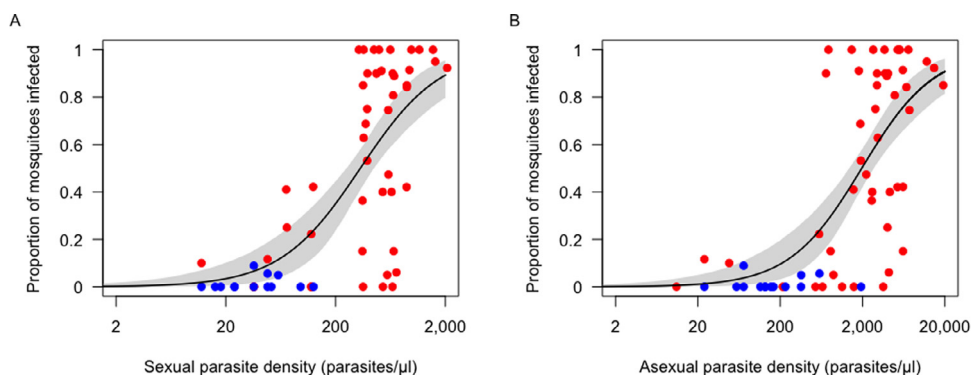 A
Proportion of mosquitoes infected
1
0.8
0.6
0.4
0.2
0
2 20 200 2,000
Sexual parasite density (parasites/µl)
B
Proportion of mosquitoes infected
1
0.8
0.6
0.4
0.2
0
2 20 200 2,000 20,000
Asexual parasite density (parasites/µl)